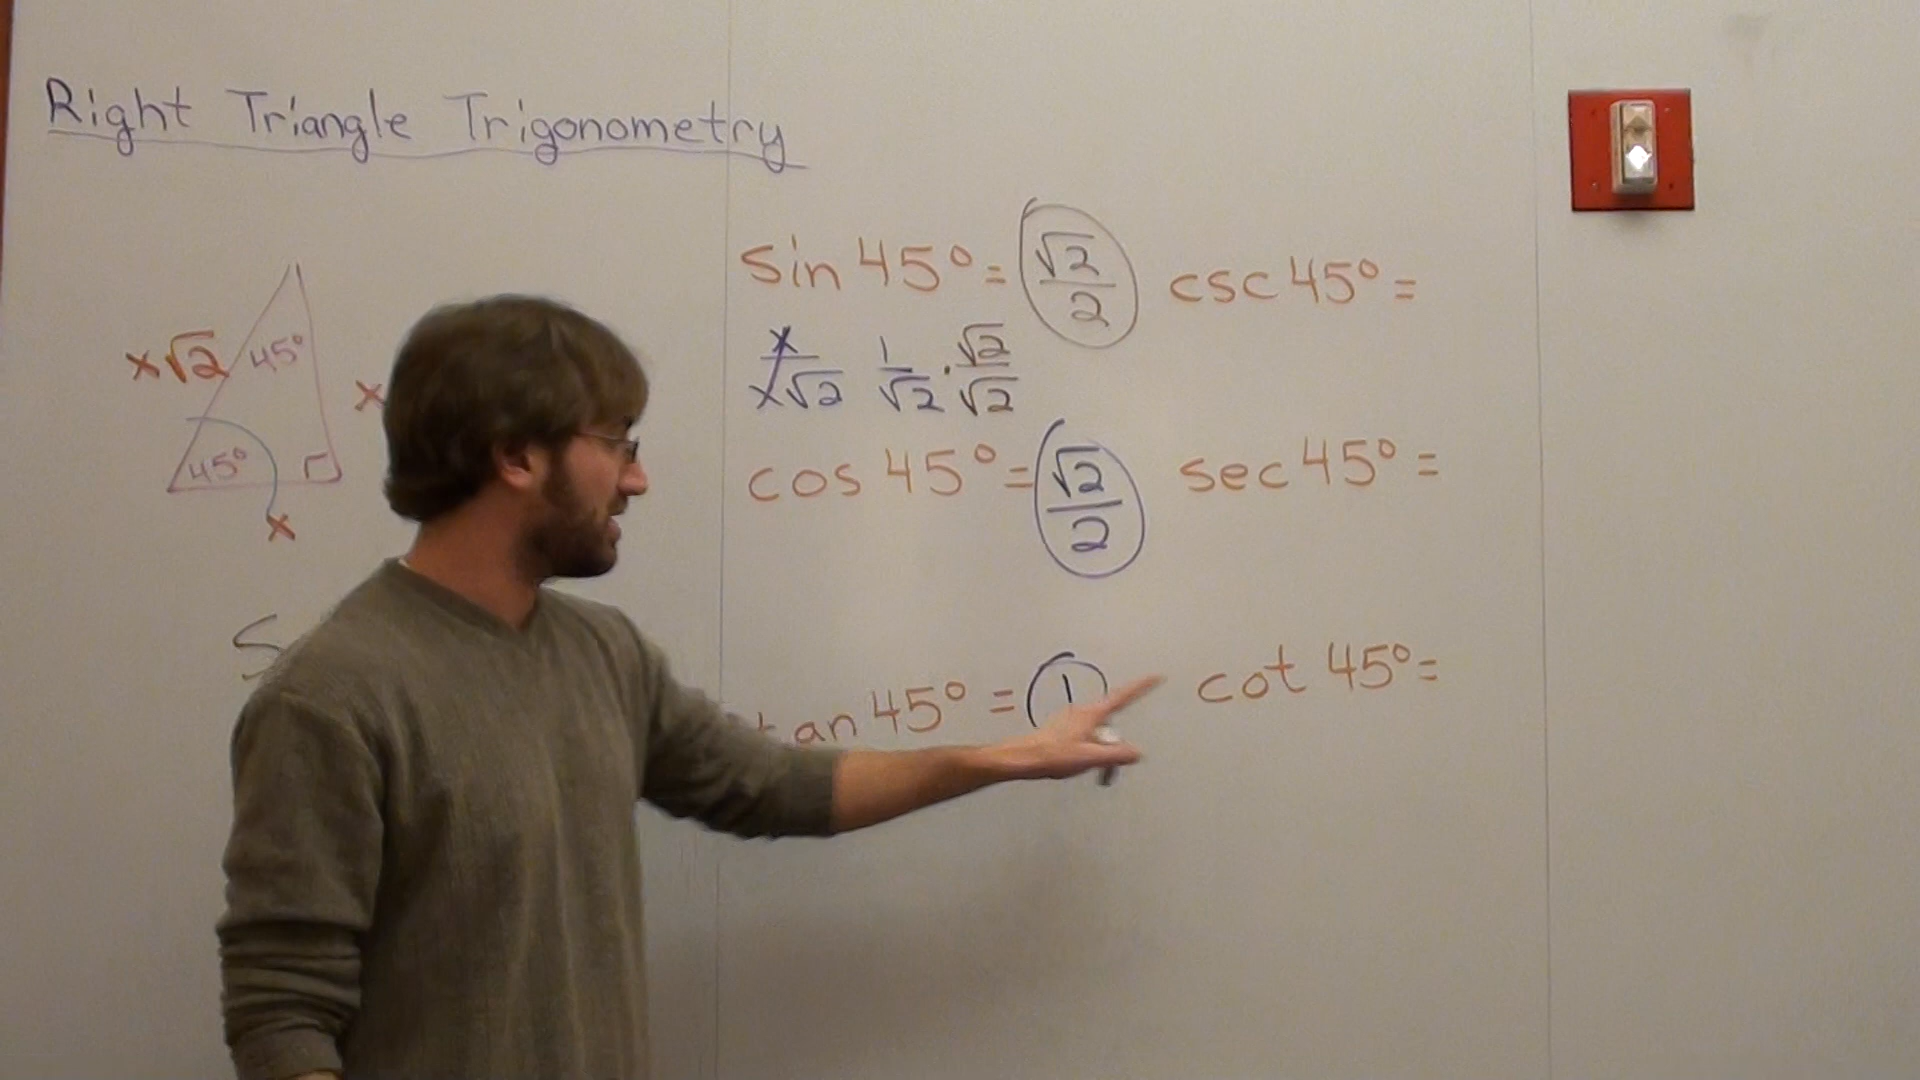 Right Triangle Trigonometry
x√2
45°
x
45°
x
S
sin 45° = √2/2
x/x√2 1/√2 · √2/√2
cos 45° = √2/2
tan 45° = 1
csc 45° =
sec 45° =
cot 45° =